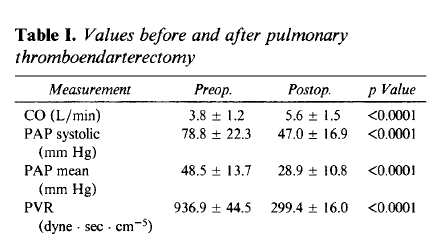 Table I. Values before and after pulmonary
thromboendarterectomy
Measurement Preop. Postop. p Value
CO (L/min) 3.8 ± 1.2 5.6 ± 1.5 <0.0001
PAP systolic 78.8 ± 22.3 47.0 ± 16.9 <0.0001
(mm Hg)
PAP mean 48.5 ± 13.7 28.9 ± 10.8 <0.0001
(mm Hg)
PVR 936.9 ± 44.5 299.4 ± 16.0 <0.0001
(dyne · sec · cm⁻⁵)